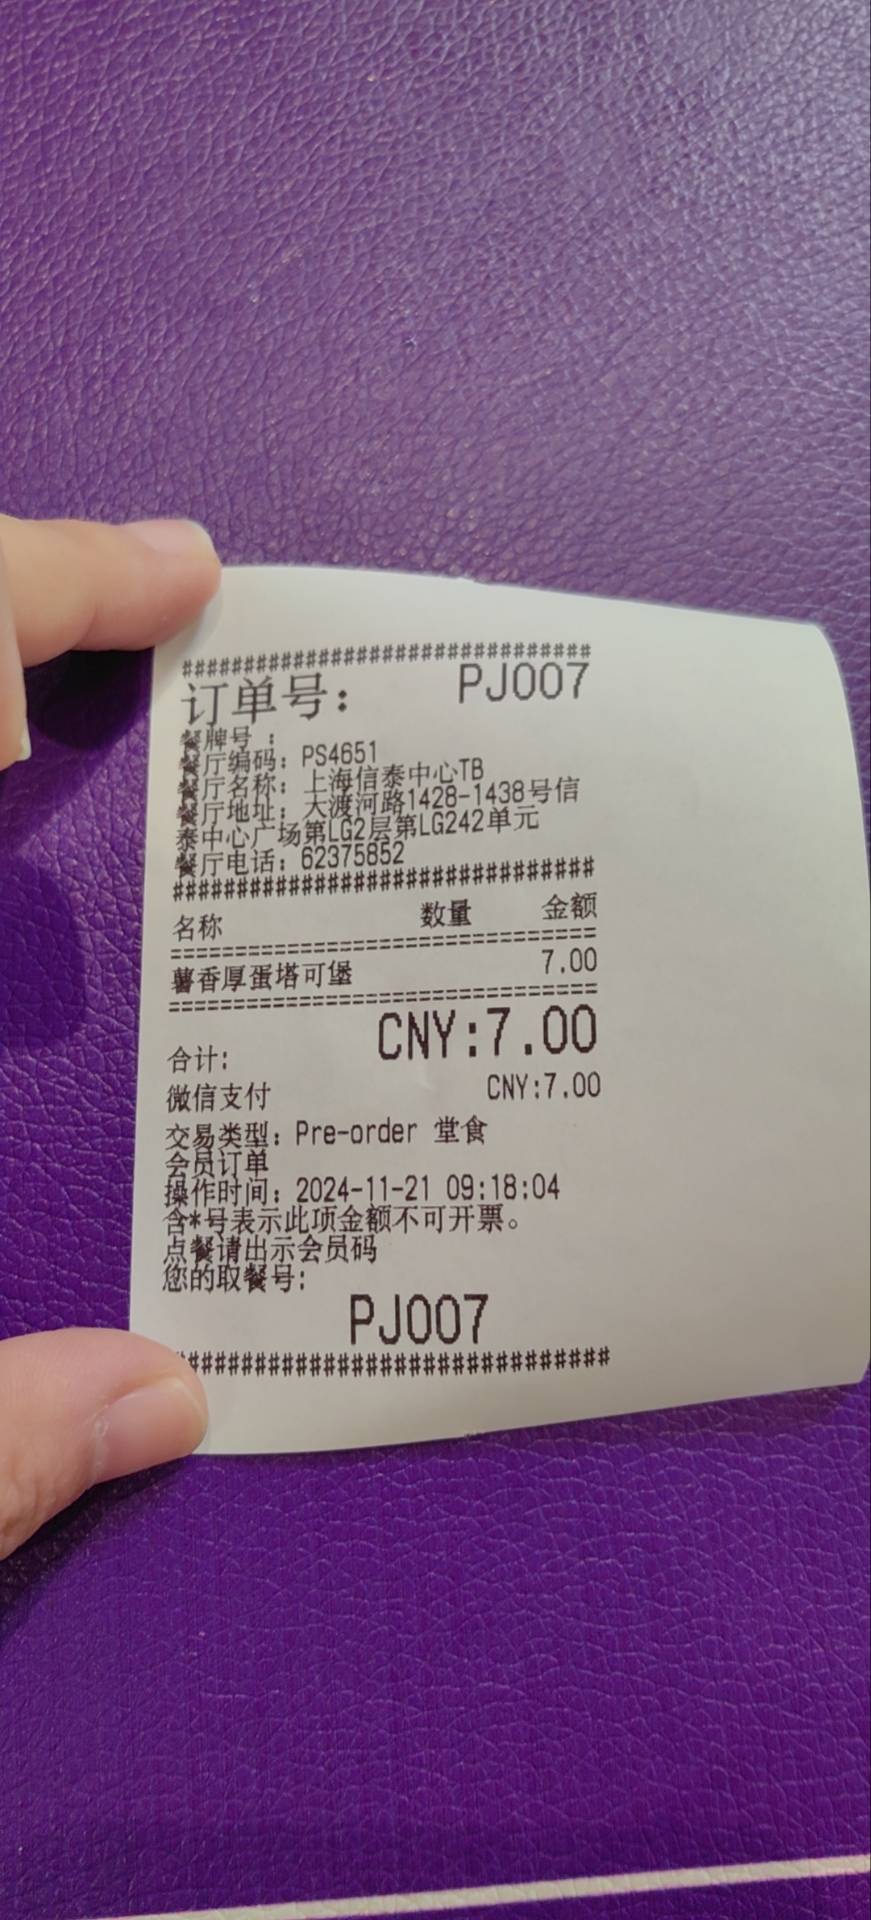 ##############################
订单号： PJ007
餐牌号 ：
餐厅编码：PS4651
餐厅名称：上海信泰中心TB
餐厅地址：大渡河路1428-1438号信
泰中心广场第LG2层第LG242单元
餐厅电话：62375852
##############################
名称 数量 金额
==============================
薯香厚蛋塔可堡 7.00
==============================
合计: CNY:7.00
微信支付 CNY:7.00
交易类型：Pre-order 堂食
会员订单
操作时间：2024-11-21 09:18:04
含*号表示此项金额不可开票。
点餐请出示会员码
您的取餐号:
PJ007
##############################